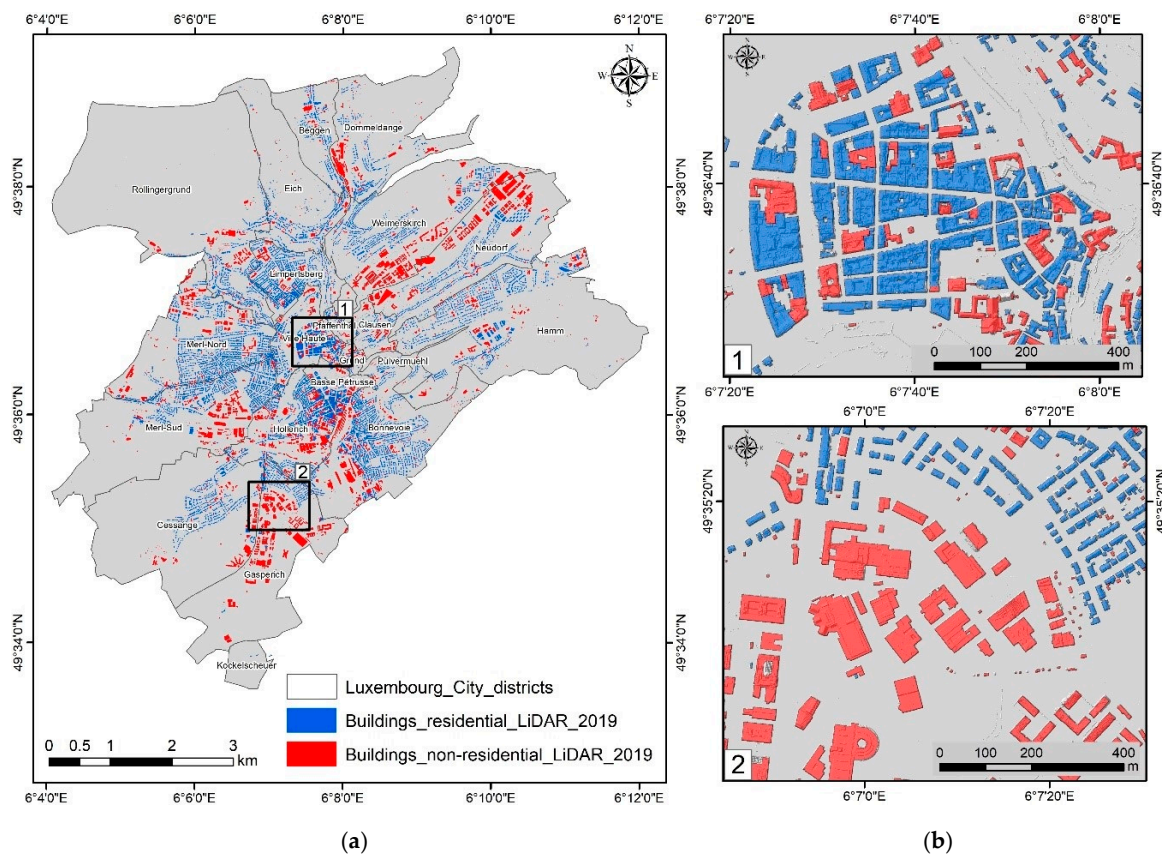 6°4'0"E 6°6'0"E 6°8'0"E 6°10'0"E 6°12'0"E
N
W E
S
49°38'0"N
49°36'0"N
49°34'0"N
49°38'0"N
49°36'0"N
49°34'0"N
Beggen
Dommeldange
Rollingergrund
Eich
Weimerskirch
Neudorf
Limpertsberg
1
Pfaffenthal
Clausen
Ville Haute
Hamm
Merl-Nord
Grund
Pulvermuehl
Basse Pétrusse
Merl-Sud
Hollerich
Bonnevoie
2
Cessange
Gasperich
Kockelscheuer
Luxembourg_City_districts
Buildings_residential_LiDAR_2019
Buildings_non-residential_LiDAR_2019
0 0.5 1 2 3
km
6°4'0"E 6°6'0"E 6°8'0"E 6°10'0"E 6°12'0"E
(a)
6°7'20"E 6°7'40"E 6°8'0"E
N
W E
S
49°36'40"N
49°36'40"N
0 100 200 400
m
1
6°7'20"E 6°7'40"E 6°8'0"E
6°7'0"E 6°7'20"E
N
W E
S
49°35'20"N
49°35'20"N
0 100 200 400
m
2
6°7'0"E 6°7'20"E
(b)